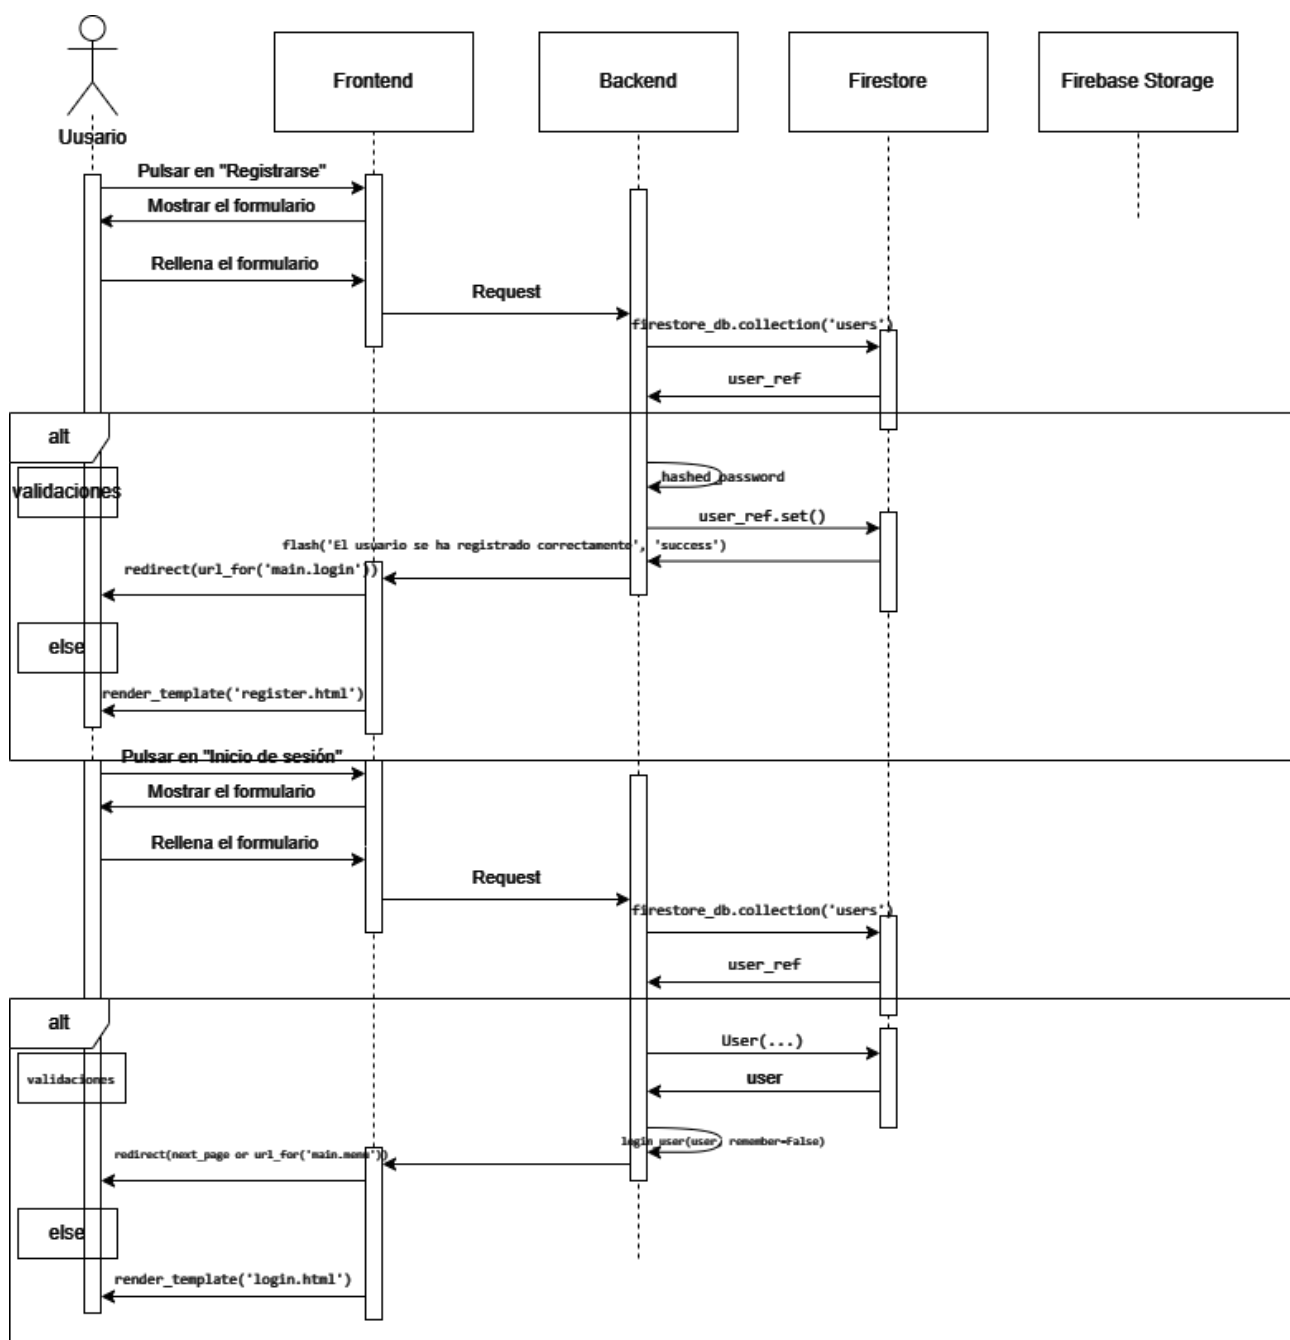 Frontend
Backend
Firestore
Firebase Storage
Uusario
Pulsar en "Registrarse"
Mostrar el formulario
Rellena el formulario
Request
firestore_db.collection('users')
user_ref
alt
validaciones
hashed_password
user_ref.set()
flash('El usuario se ha registrado correctamente', 'success')
redirect(url_for('main.login'))
else
render_template('register.html')
Pulsar en "Inicio de sesión"
Mostrar el formulario
Rellena el formulario
Request
firestore_db.collection('users')
user_ref
alt
User(...)
validaciones
user
login_user(user, remember=False)
redirect(next_page or url_for('main.menu'))
else
render_template('login.html')